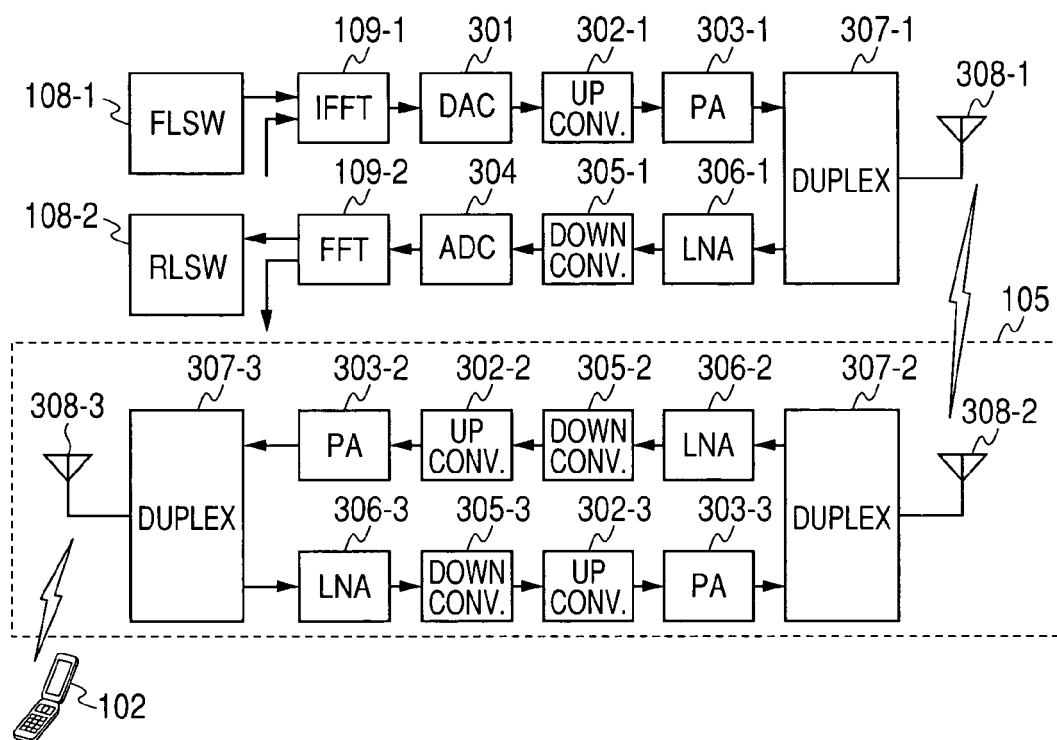 109-1 301 302-1 303-1 307-1
108-1 308-1
FLSW IFFT DAC UP CONV. PA
DUPLEX
109-2 304 305-1 306-1
108-2
RLSW FFT ADC DOWN CONV. LNA
105
307-3 303-2 302-2 305-2 306-2 307-2
308-3 308-2
PA UP CONV. DOWN CONV. LNA
DUPLEX DUPLEX
306-3 305-3 302-3 303-3
LNA DOWN CONV. UP CONV. PA
102